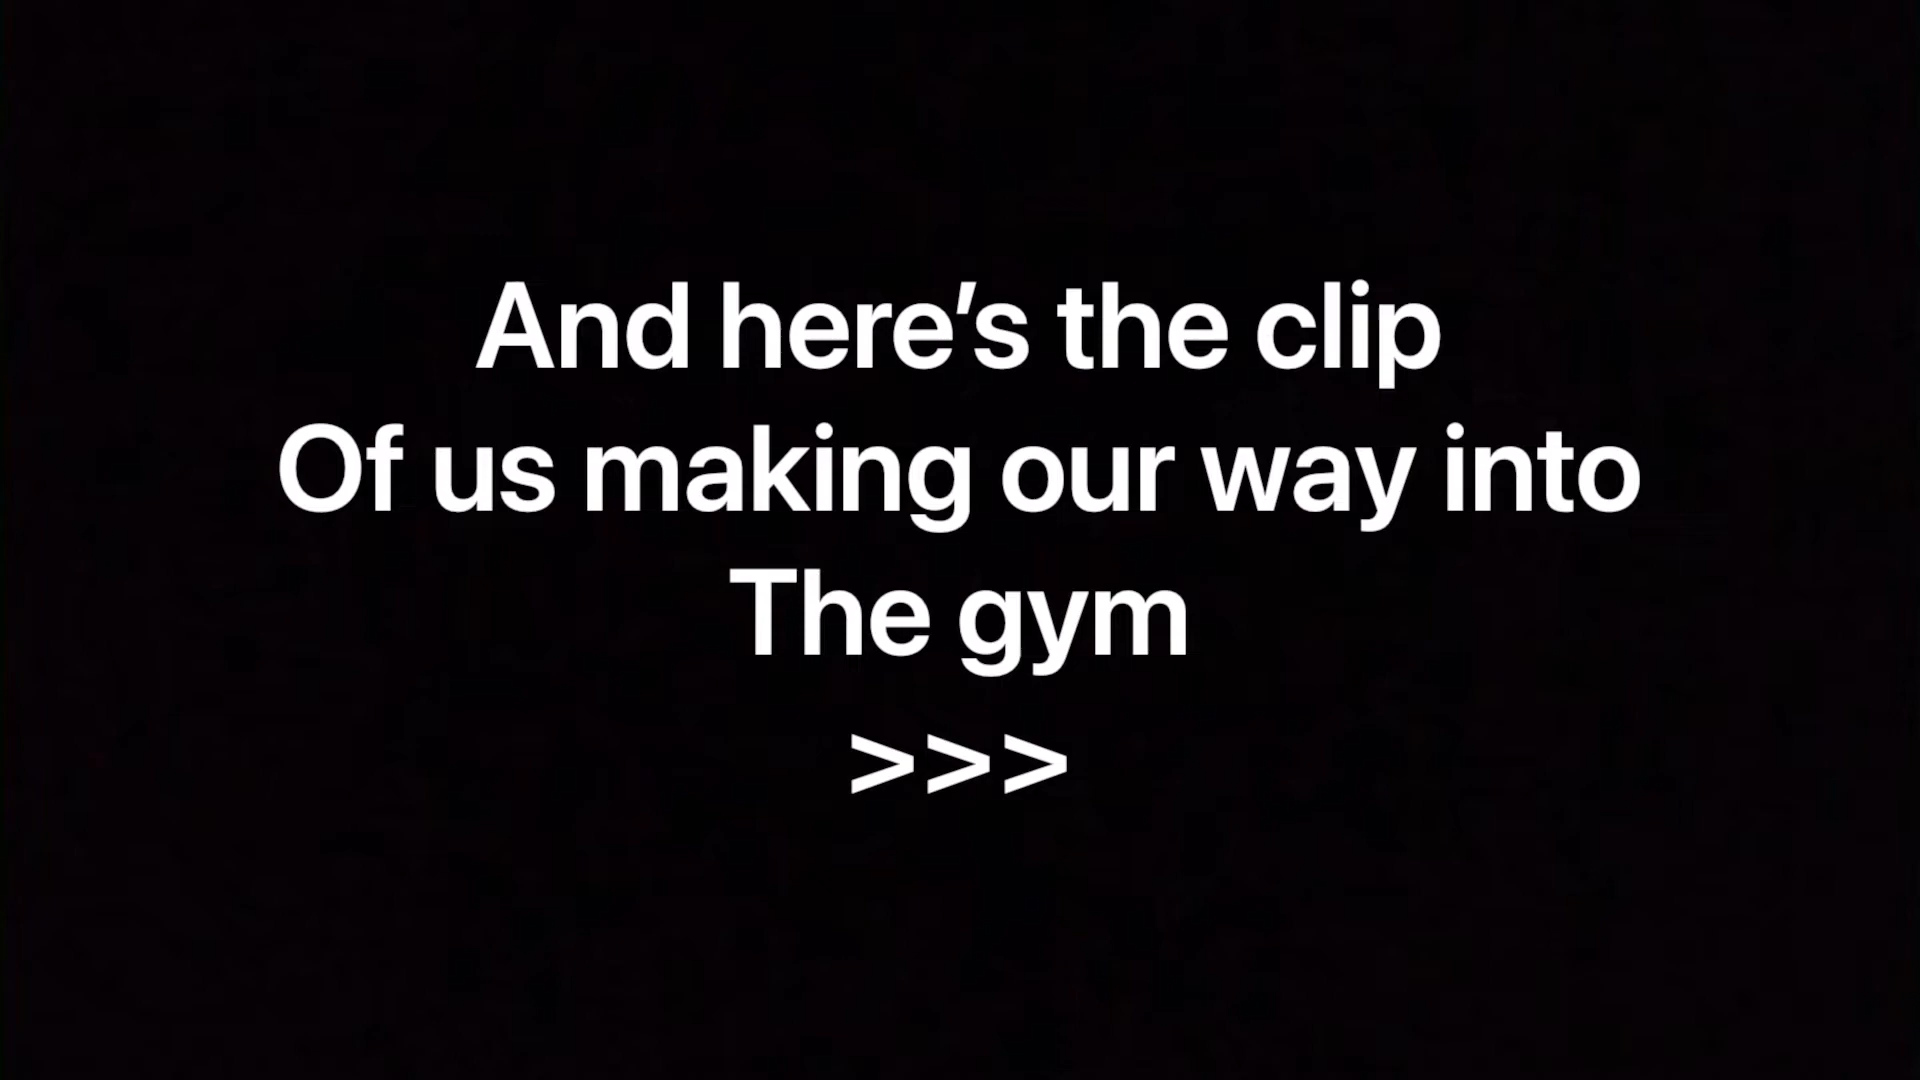 And here’s the clip
Of us making our way into
The gym
>>>